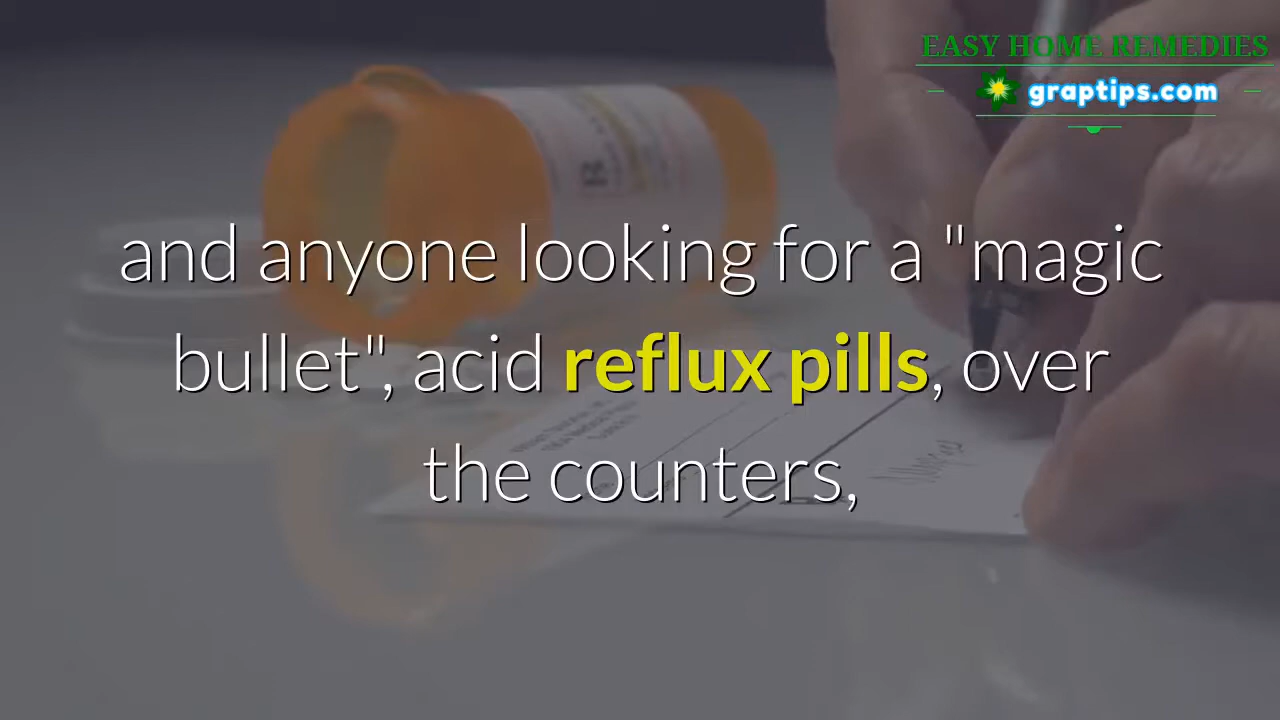 EASY HOME REMEDIES
graptips.com
and anyone looking for a "magic
bullet", acid reflux pills, over
the counters,